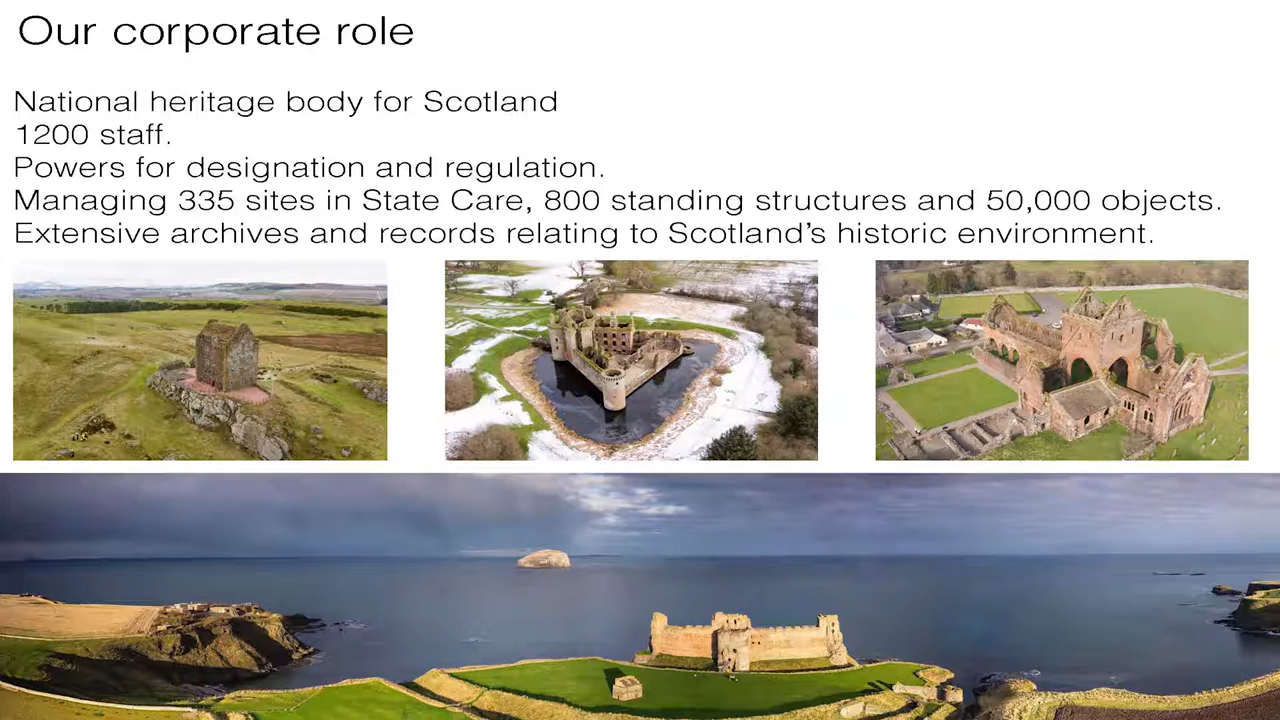 Our corporate role
National heritage body for Scotland
1200 staff.
Powers for designation and regulation.
Managing 335 sites in State Care, 800 standing structures and 50,000 objects.
Extensive archives and records relating to Scotland’s historic environment.